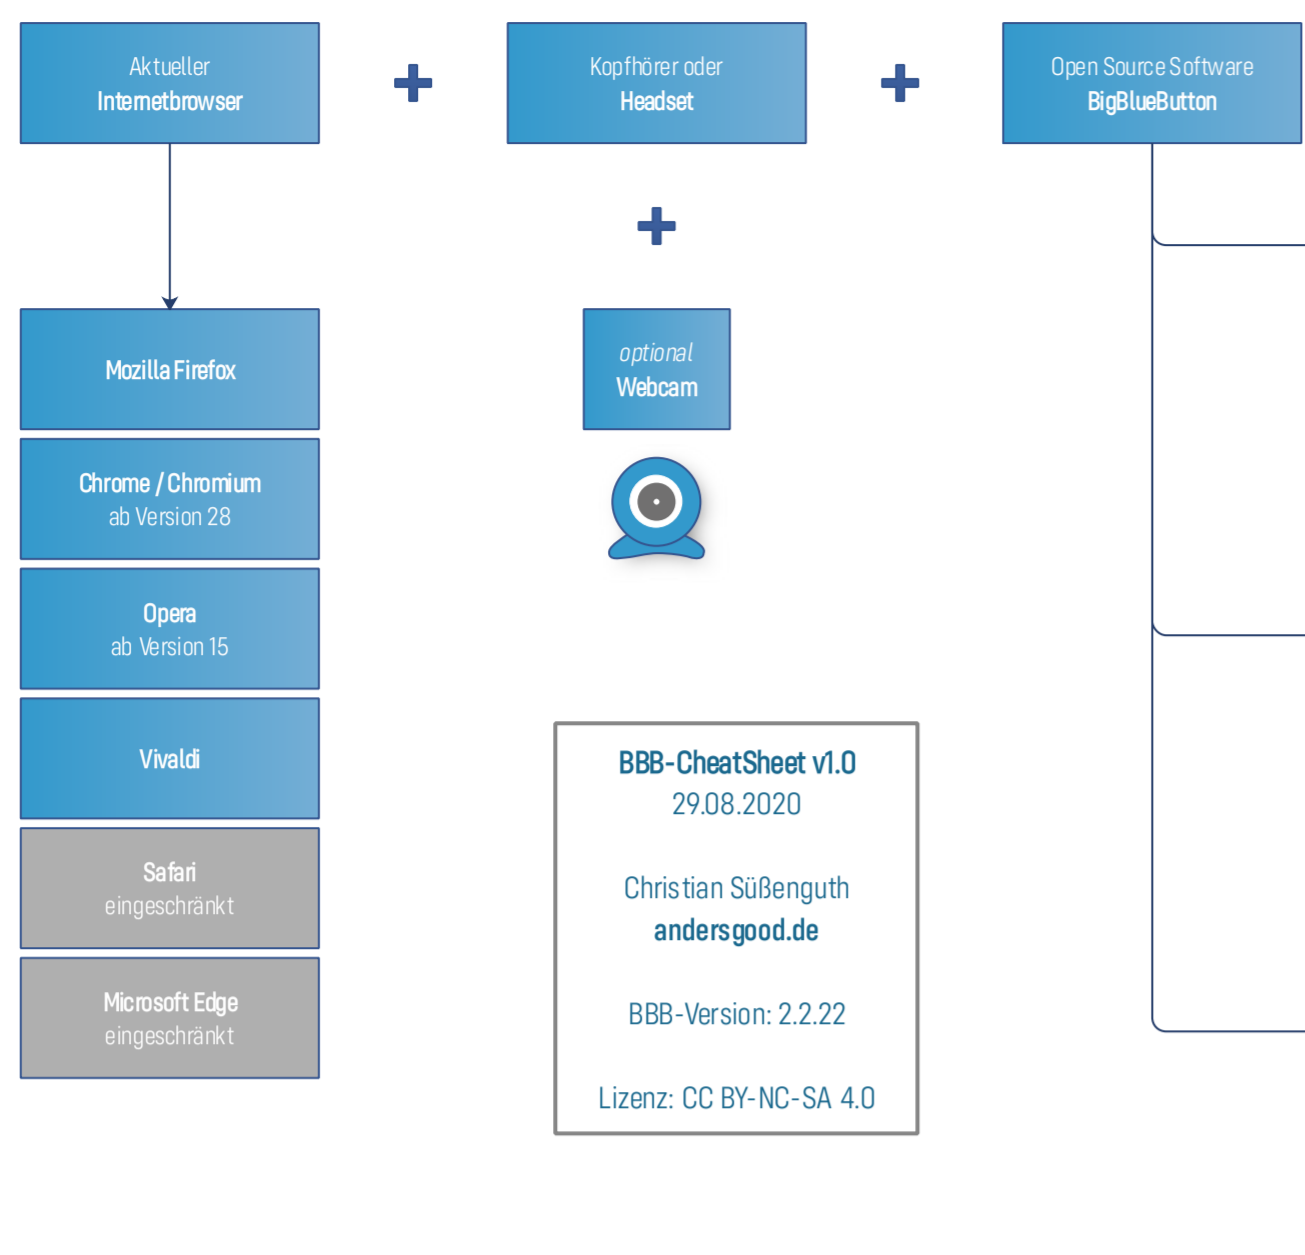 Aktueller
Internetbrowser
Kopfhörer oder
Headset
Open Source Software
BigBlueButton
Mozilla Firefox
Chrome / Chromium
ab Version 28
Opera
ab Version 15
Vivaldi
Safari
eingeschränkt
Microsoft Edge
eingeschränkt
optional
Webcam
BBB-CheatSheet v1.0
29.08.2020
Christian Süßenguth
andersgood.de
BBB-Version: 2.2.22
Lizenz: CC BY-NC-SA 4.0